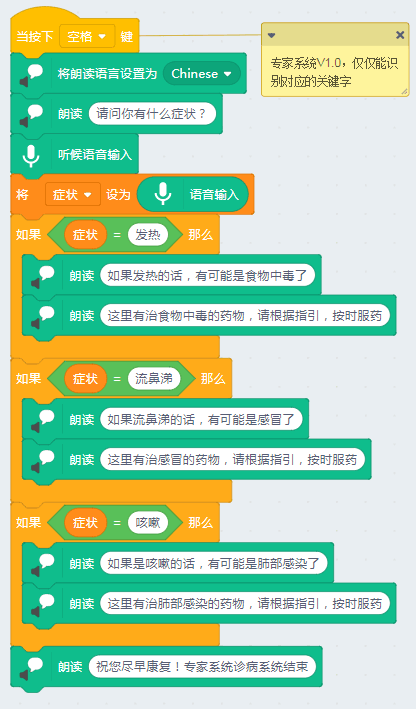 当按下 空格 键
专家系统V1.0，仅仅能识
别对应的关键字
将朗读语言设置为 Chinese
朗读 请问你有什么症状？
听候语音输入
将 症状 设为 语音输入
如果 症状 = 发热 那么
朗读 如果发热的话，有可能是食物中毒了
朗读 这里有治食物中毒的药物，请根据指引，按时服药
如果 症状 = 流鼻涕 那么
朗读 如果流鼻涕的话，有可能是感冒了
朗读 这里有治感冒的药物，请根据指引，按时服药
如果 症状 = 咳嗽 那么
朗读 如果是咳嗽的话，有可能是肺部感染了
朗读 这里有治肺部感染的药物，请根据指引，按时服药
朗读 祝您尽早康复！专家系统诊病系统结束